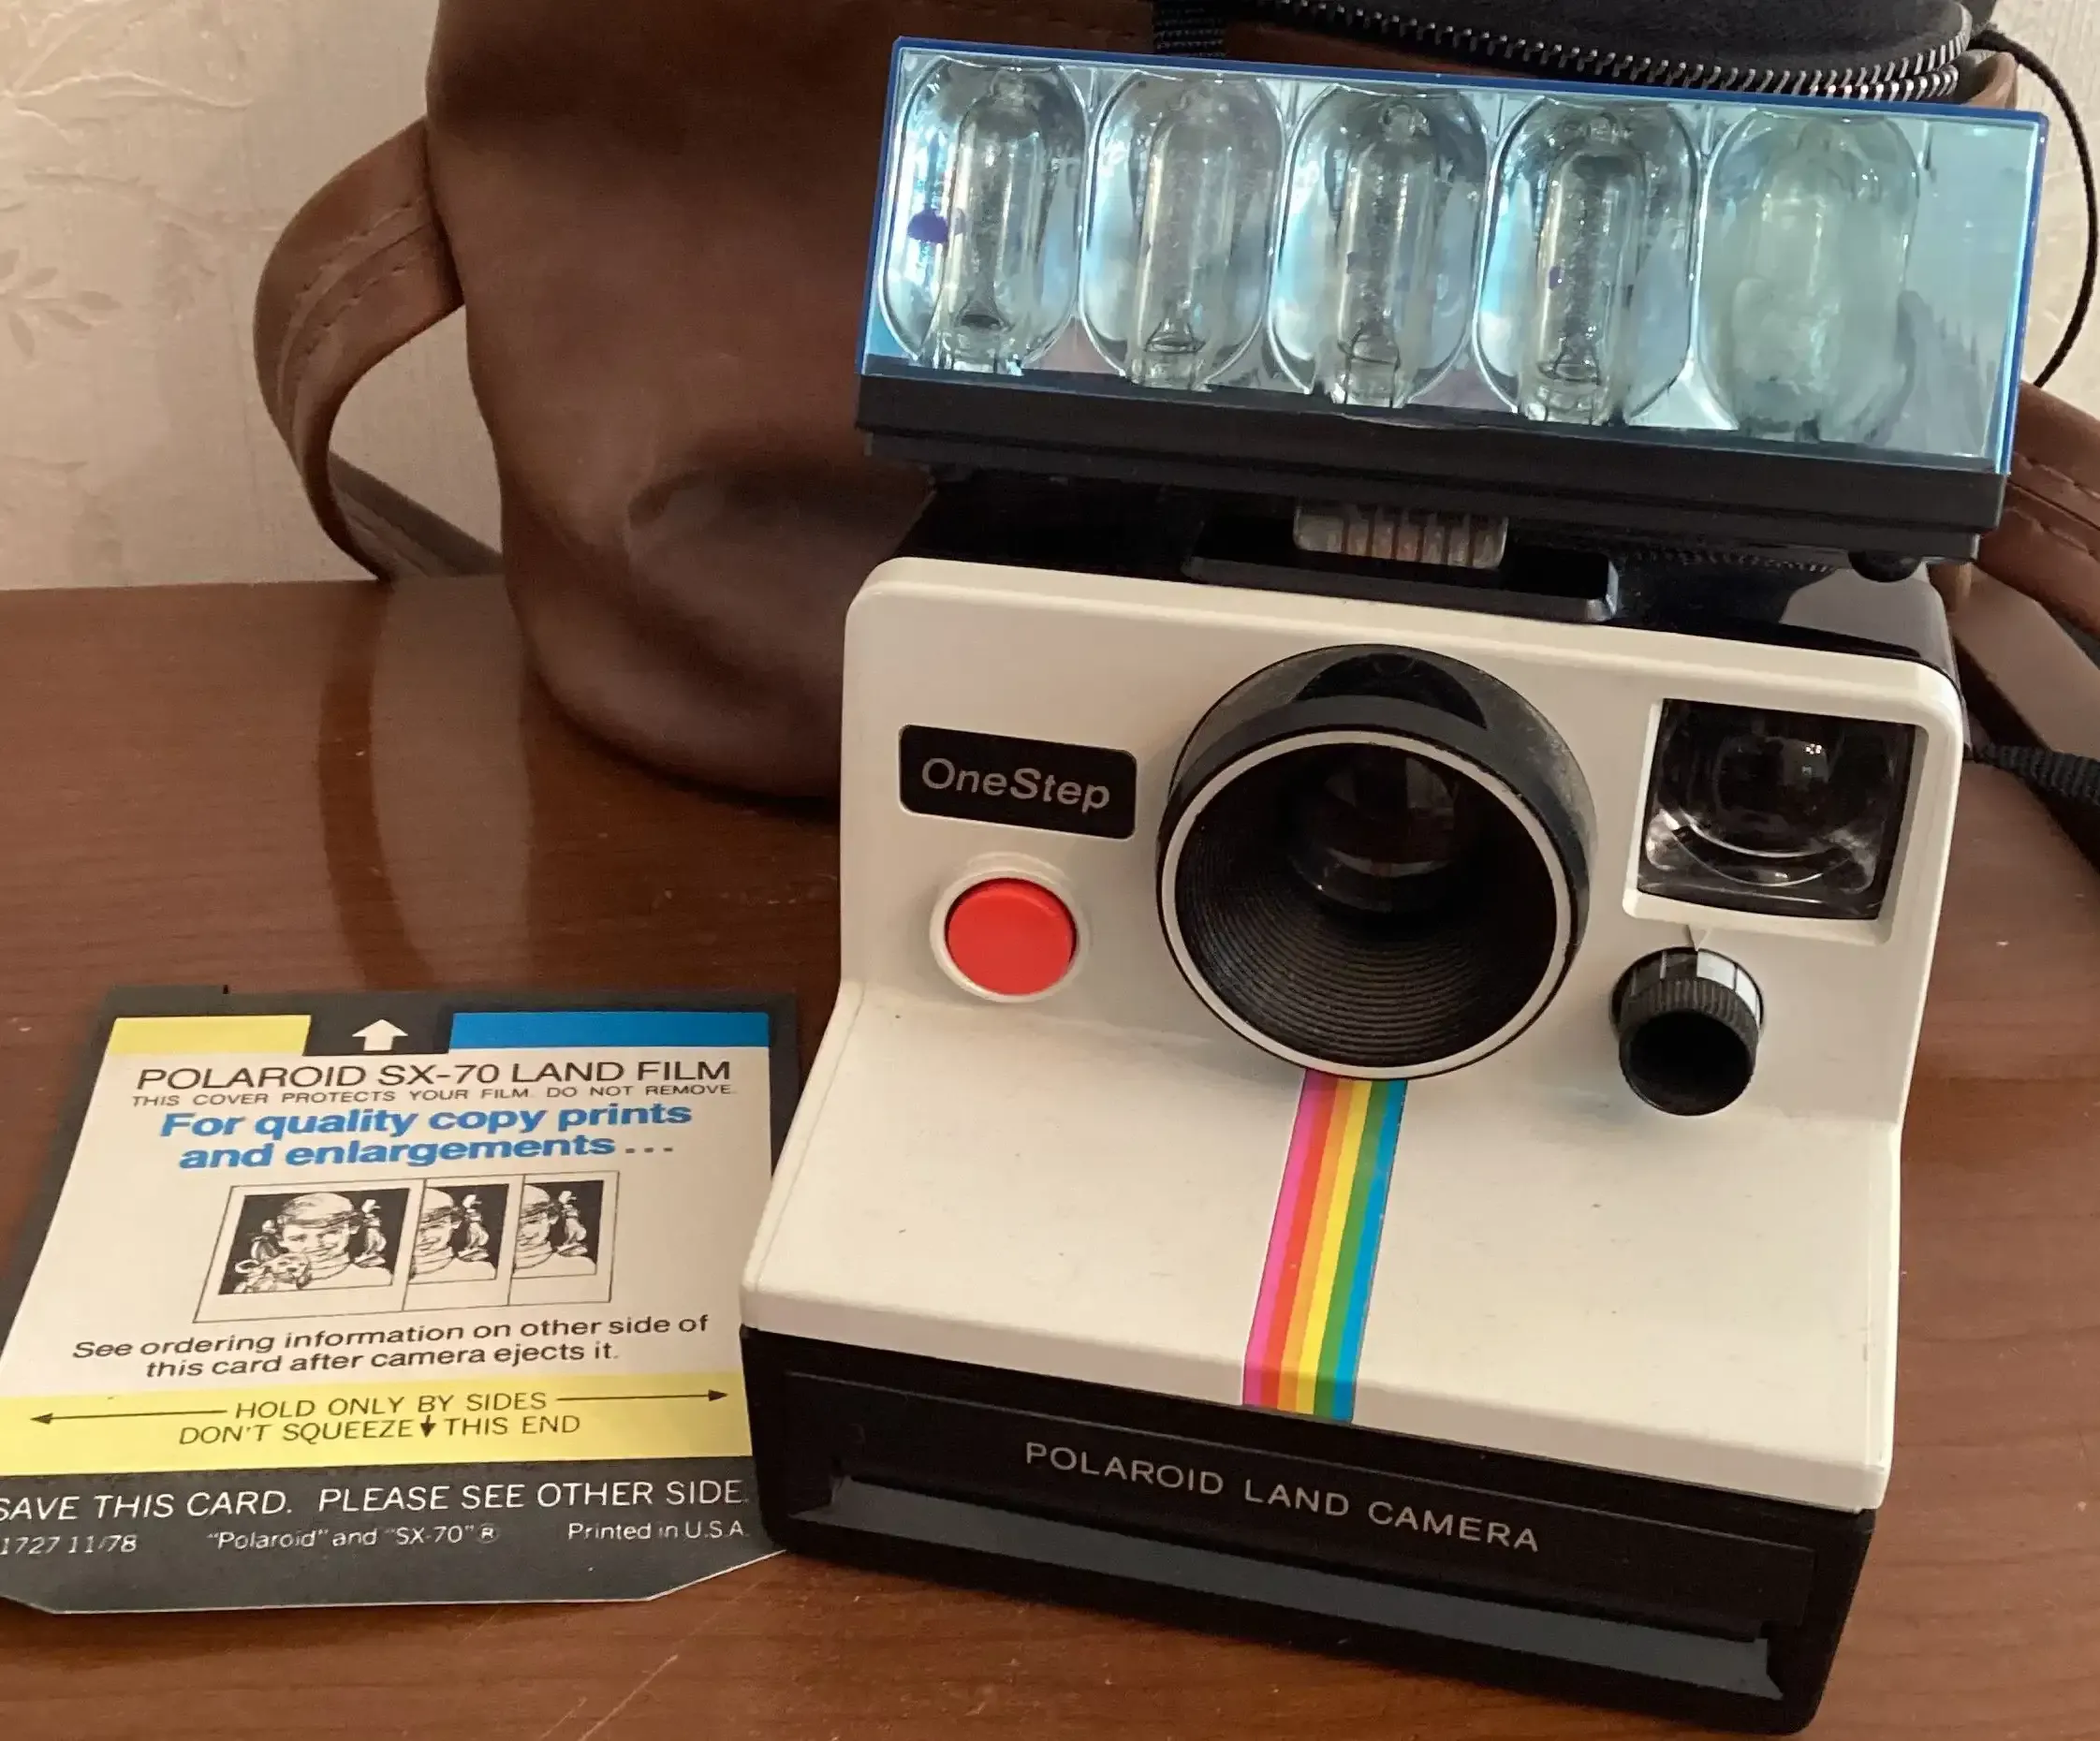 OneStep
POLAROID SX-70 LAND FILM
THIS COVER PROTECTS YOUR FILM. DO NOT REMOVE.
For quality copy prints
and enlargements...
See ordering information on other side of
this card after camera ejects it.
HOLD ONLY BY SIDES
DON'T SQUEEZE THIS END
SAVE THIS CARD. PLEASE SEE OTHER SIDE.
1727 11/78 "Polaroid" and "SX-70" ® Printed in U.S.A.
POLAROID LAND CAMERA